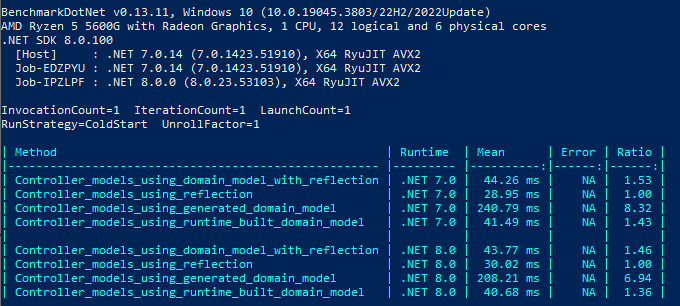 BenchmarkDotNet v0.13.11, Windows 10 (10.0.19045.3803/22H2/2022Update)
AMD Ryzen 5 5600G with Radeon Graphics, 1 CPU, 12 logical and 6 physical cores
.NET SDK 8.0.100
  [Host]     : .NET 7.0.14 (7.0.1423.51910), X64 RyuJIT AVX2
  Job-EDZPYU : .NET 7.0.14 (7.0.1423.51910), X64 RyuJIT AVX2
  Job-IPZLPF : .NET 8.0.0 (8.0.23.53103), X64 RyuJIT AVX2
InvocationCount=1  IterationCount=1  LaunchCount=1
RunStrategy=ColdStart  UnrollFactor=1
| Method                                            | Runtime  | Mean      | Error | Ratio |
|-------------------------------------------------- |--------- |----------:|------:|------:|
| Controller_models_using_domain_model_with_reflection | .NET 7.0 |  44.26 ms |    NA |  1.53 |
| Controller_models_using_reflection                | .NET 7.0 |  28.95 ms |    NA |  1.00 |
| Controller_models_using_generated_domain_model    | .NET 7.0 | 240.79 ms |    NA |  8.32 |
| Controller_models_using_runtime_built_domain_model | .NET 7.0 |  41.49 ms |    NA |  1.43 |
|                                                   |          |           |       |       |
| Controller_models_using_domain_model_with_reflection | .NET 8.0 |  43.77 ms |    NA |  1.46 |
| Controller_models_using_reflection                | .NET 8.0 |  30.02 ms |    NA |  1.00 |
| Controller_models_using_generated_domain_model    | .NET 8.0 | 208.21 ms |    NA |  6.94 |
| Controller_models_using_runtime_built_domain_model | .NET 8.0 |  40.68 ms |    NA |  1.36 |